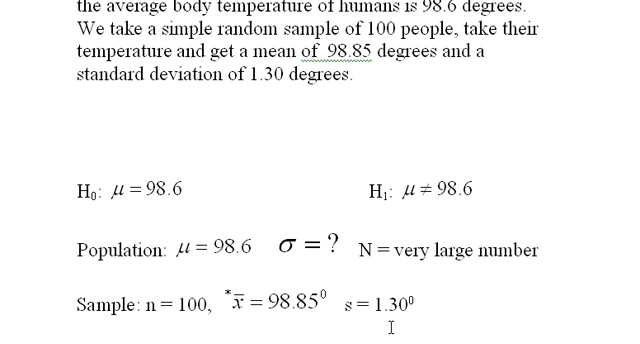 the average body temperature of humans is 98.6 degrees.
We take a simple random sample of 100 people, take their
temperature and get a mean of 98.85 degrees and a
standard deviation of 1.30 degrees.
H₀: μ = 98.6 H₁: μ ≠ 98.6
Population: μ = 98.6 σ = ? N = very large number
Sample: n = 100, *x̄ = 98.85⁰ s = 1.30⁰